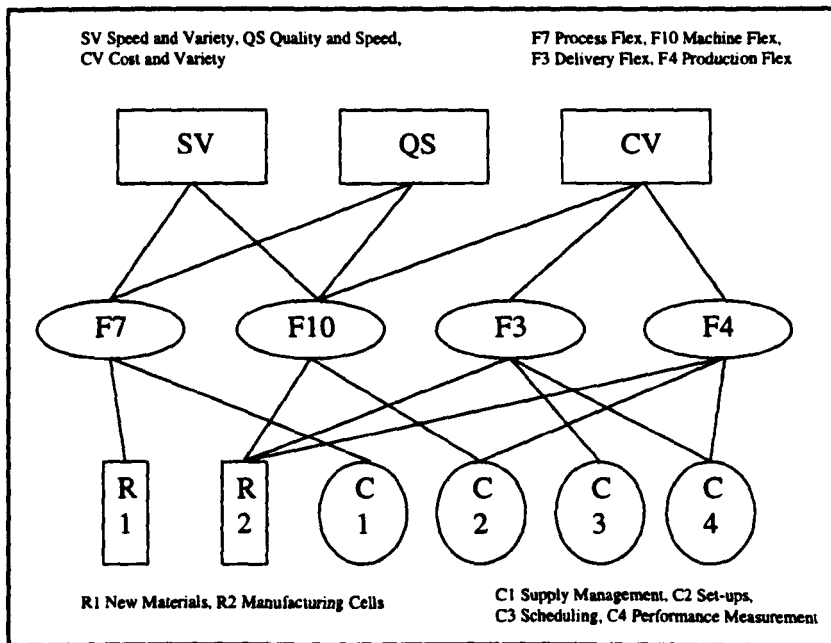 SV Speed and Variety, QS Quality and Speed,
CV Cost and Variety
F7 Process Flex, F10 Machine Flex,
F3 Delivery Flex, F4 Production Flex
SV
QS
CV
F7
F10
F3
F4
R
1
R
2
C
1
C
2
C
3
C
4
R1 New Materials, R2 Manufacturing Cells
C1 Supply Management, C2 Set-ups,
C3 Scheduling, C4 Performance Measurement